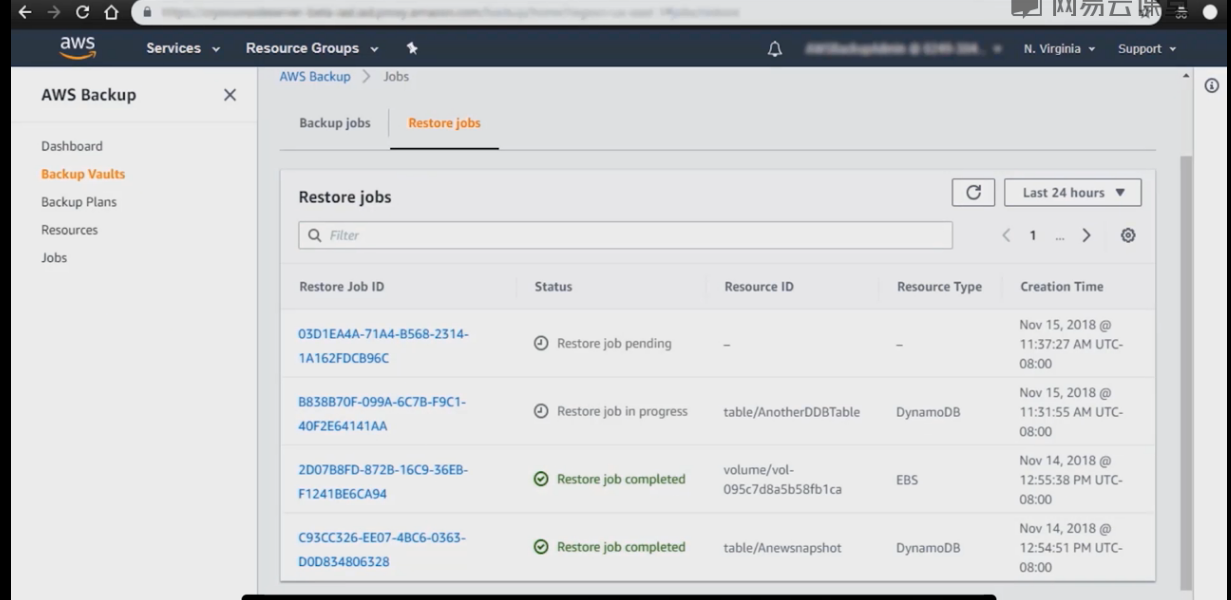 网易云课堂
aws
Services
Resource Groups
N. Virginia
Support
AWS Backup
Dashboard
Backup Vaults
Backup Plans
Resources
Jobs
AWS Backup > Jobs
Backup jobs
Restore jobs
Restore jobs
Last 24 hours
Filter
1 ...
Restore Job ID Status Resource ID Resource Type Creation Time
03D1EA4A-71A4-B568-2314-
1A162FDCB96C
Restore job pending
–
–
Nov 15, 2018 @
11:37:27 AM UTC-
08:00
B838B70F-099A-6C7B-F9C1-
40F2E64141AA
Restore job in progress
table/AnotherDDBTable
DynamoDB
Nov 15, 2018 @
11:31:55 AM UTC-
08:00
2D07B8FD-872B-16C9-36EB-
F1241BE6CA94
Restore job completed
volume/vol-
095c7d8a5b58fb1ca
EBS
Nov 14, 2018 @
12:55:38 PM UTC-
08:00
C93CC326-EE07-4BC6-0363-
D0D834806328
Restore job completed
table/Anewsnapshot
DynamoDB
Nov 14, 2018 @
12:54:51 PM UTC-
08:00